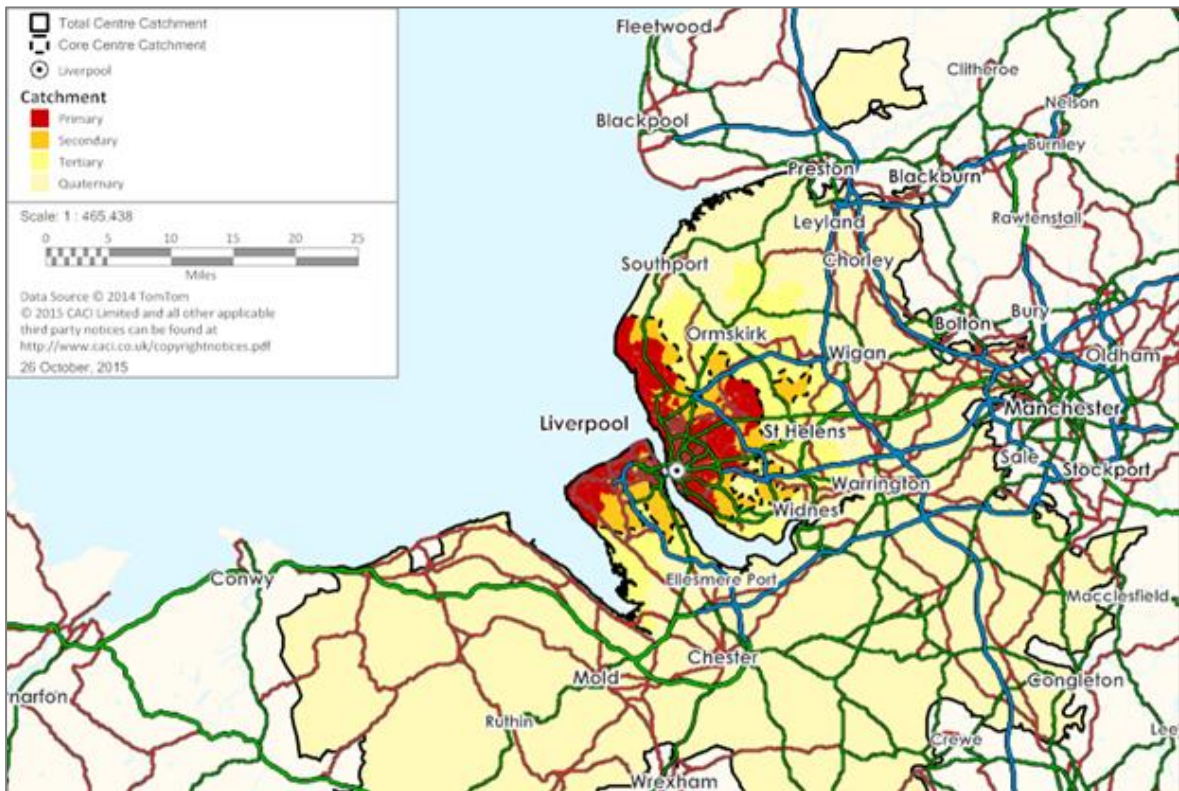 Total Centre Catchment
Core Centre Catchment
Liverpool
Catchment
Primary
Secondary
Tertiary
Quaternary
Scale: 1 : 465.438
0 5 10 15 20 25
Miles
Data Source © 2014 TomTom
© 2015 CACI Limited and all other applicable
third party notices can be found at
http://www.caci.co.uk/copyrightnotices.pdf
26 October, 2015
Fleetwood
Clitheroe
Nelson
Blackpool
Burnley
Preston
Blackburn
Leyland
Rawtenstall
Chorley
Southport
Bury
Bolton
Ormskirk
Wigan
Oldham
Manchester
Liverpool
St Helens
Sale
Stockport
Warrington
Widnes
Conwy
Ellesmere Port
Macclesfield
Chester
Mold
Congleton
narfon
Ruthin
Lee
Crewe
Wrexham